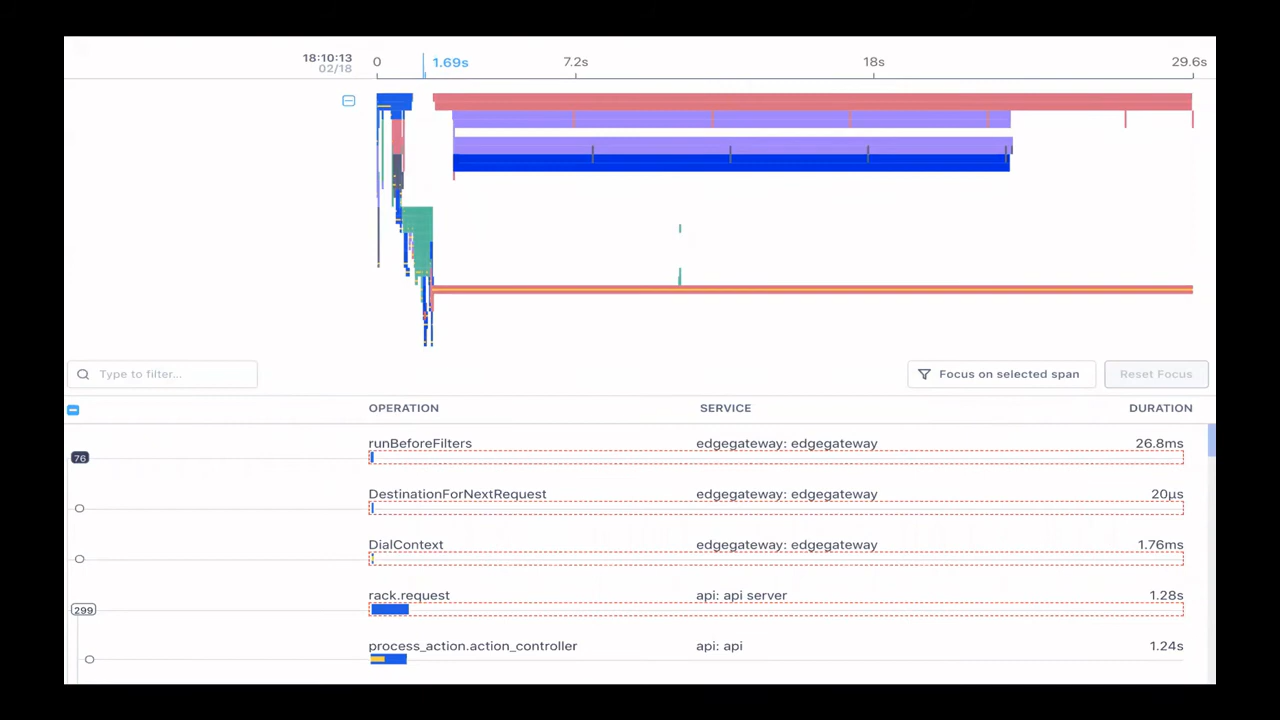 18:10:13 0 1.69s 7.2s 18s 29.6s
02/18
Type to filter... Focus on selected span Reset Focus
OPERATION SERVICE DURATION
runBeforeFilters edgegateway: edgegateway 26.8ms
76
DestinationForNextRequest edgegateway: edgegateway 20µs
DialContext edgegateway: edgegateway 1.76ms
rack.request api: api server 1.28s
299
process_action.action_controller api: api 1.24s